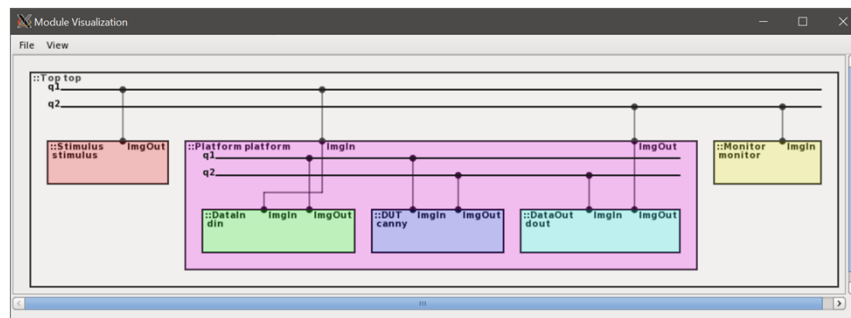 Module Visualization
File View
::Top top
q1
q2
::Stimulus ImgOut
stimulus
::Platform platform ImgIn ImgOut
q1
q2
::DataIn ImgIn ImgOut
din
::DUT ImgIn ImgOut
canny
::DataOut ImgIn ImgOut
dout
::Monitor ImgIn
monitor